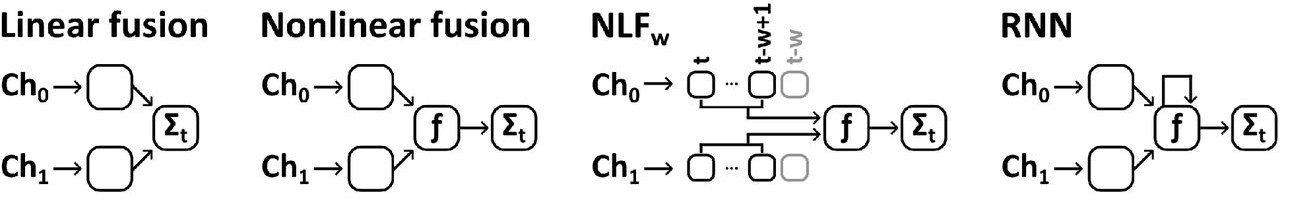 Linear fusion
Ch₀
Ch₁
Σₜ
Nonlinear fusion
Ch₀
Ch₁
f
Σₜ
NLFw
t
t-w+1
t-w
Ch₀
...
Ch₁
...
f
Σₜ
RNN
Ch₀
Ch₁
f
Σₜ